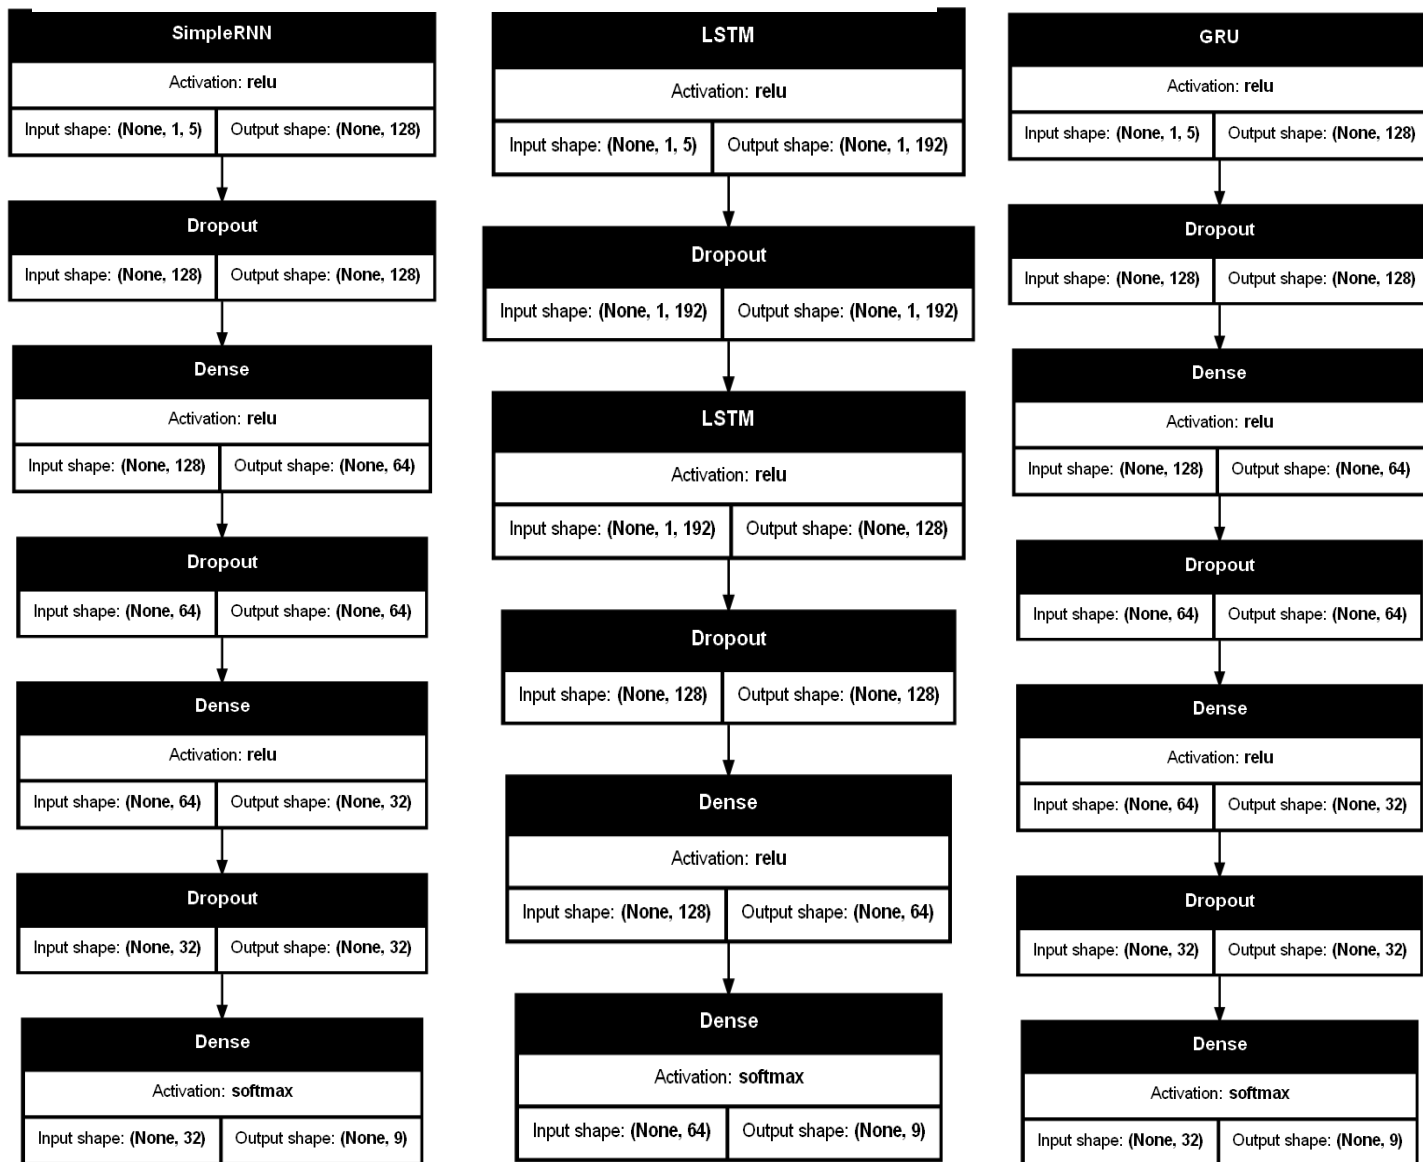 SimpleRNN
Activation: relu
Input shape: (None, 1, 5) Output shape: (None, 128)
Dropout
Input shape: (None, 128) Output shape: (None, 128)
Dense
Activation: relu
Input shape: (None, 128) Output shape: (None, 64)
Dropout
Input shape: (None, 64) Output shape: (None, 64)
Dense
Activation: relu
Input shape: (None, 64) Output shape: (None, 32)
Dropout
Input shape: (None, 32) Output shape: (None, 32)
Dense
Activation: softmax
Input shape: (None, 32) Output shape: (None, 9)
LSTM
Activation: relu
Input shape: (None, 1, 5) Output shape: (None, 1, 192)
Dropout
Input shape: (None, 1, 192) Output shape: (None, 1, 192)
LSTM
Activation: relu
Input shape: (None, 1, 192) Output shape: (None, 128)
Dropout
Input shape: (None, 128) Output shape: (None, 128)
Dense
Activation: relu
Input shape: (None, 128) Output shape: (None, 64)
Dense
Activation: softmax
Input shape: (None, 64) Output shape: (None, 9)
GRU
Activation: relu
Input shape: (None, 1, 5) Output shape: (None, 128)
Dropout
Input shape: (None, 128) Output shape: (None, 128)
Dense
Activation: relu
Input shape: (None, 128) Output shape: (None, 64)
Dropout
Input shape: (None, 64) Output shape: (None, 64)
Dense
Activation: relu
Input shape: (None, 64) Output shape: (None, 32)
Dropout
Input shape: (None, 32) Output shape: (None, 32)
Dense
Activation: softmax
Input shape: (None, 32) Output shape: (None, 9)